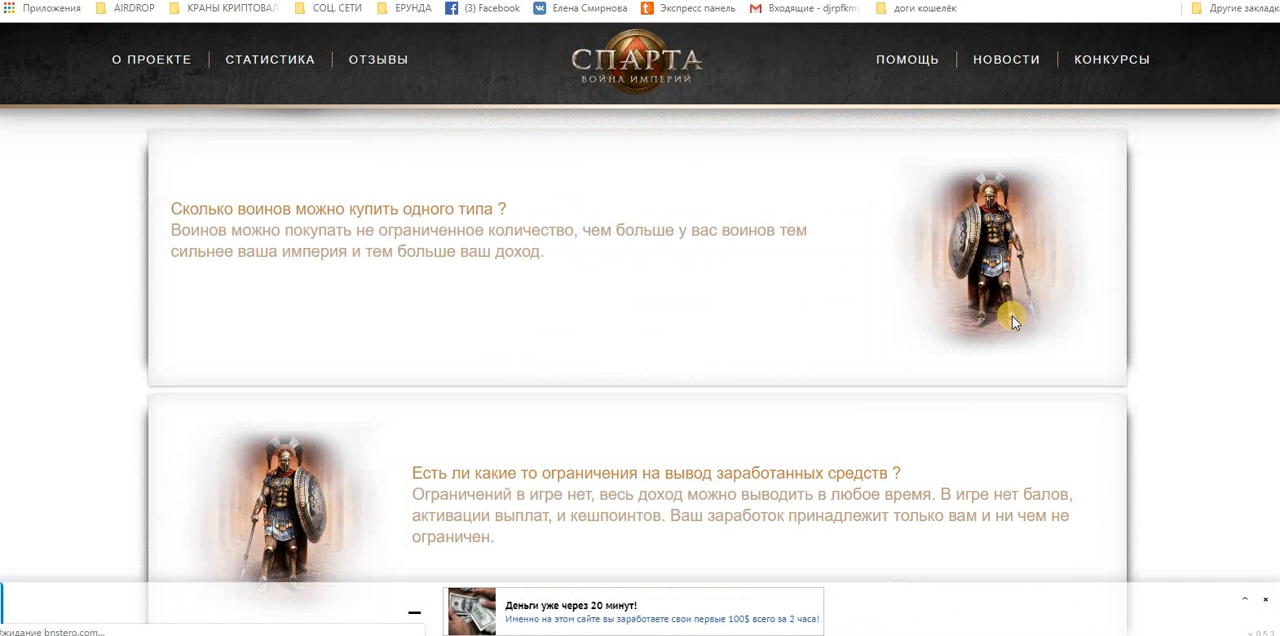 Приложения AIRDROP КРАНЫ КРИПТОВАЛ СОЦ. СЕТИ ЕРУНДА (3) Facebook Елена Смирнова Экспресс панель Входящие - djrpfkm доги кошелёк Другие закладк
О ПРОЕКТЕ СТАТИСТИКА ОТЗЫВЫ СПАРТА ПОМОЩЬ НОВОСТИ КОНКУРСЫ
ВОЙНА ИМПЕРИЙ
Сколько воинов можно купить одного типа ?
Воинов можно покупать не ограниченное количество, чем больше у вас воинов тем
сильнее ваша империя и тем больше ваш доход.
Есть ли какие то ограничения на вывод заработанных средств ?
Ограничений в игре нет, весь доход можно выводить в любое время. В игре нет балов,
активации выплат, и кешпоинтов. Ваш заработок принадлежит только вам и ни чем не
ограничен.
Деньги уже через 20 минут!
Именно на этом сайте вы заработаете свои первые 100$ всего за 2 часа!
Ожидание bnstero.com...
v. 0.5.3